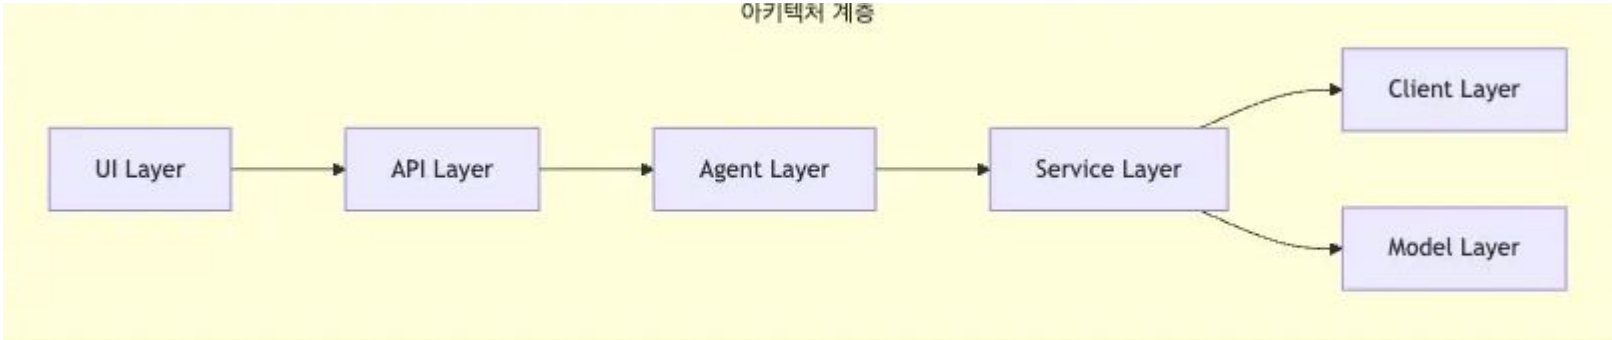 아키텍처 계층
UI Layer
API Layer
Agent Layer
Service Layer
Client Layer
Model Layer